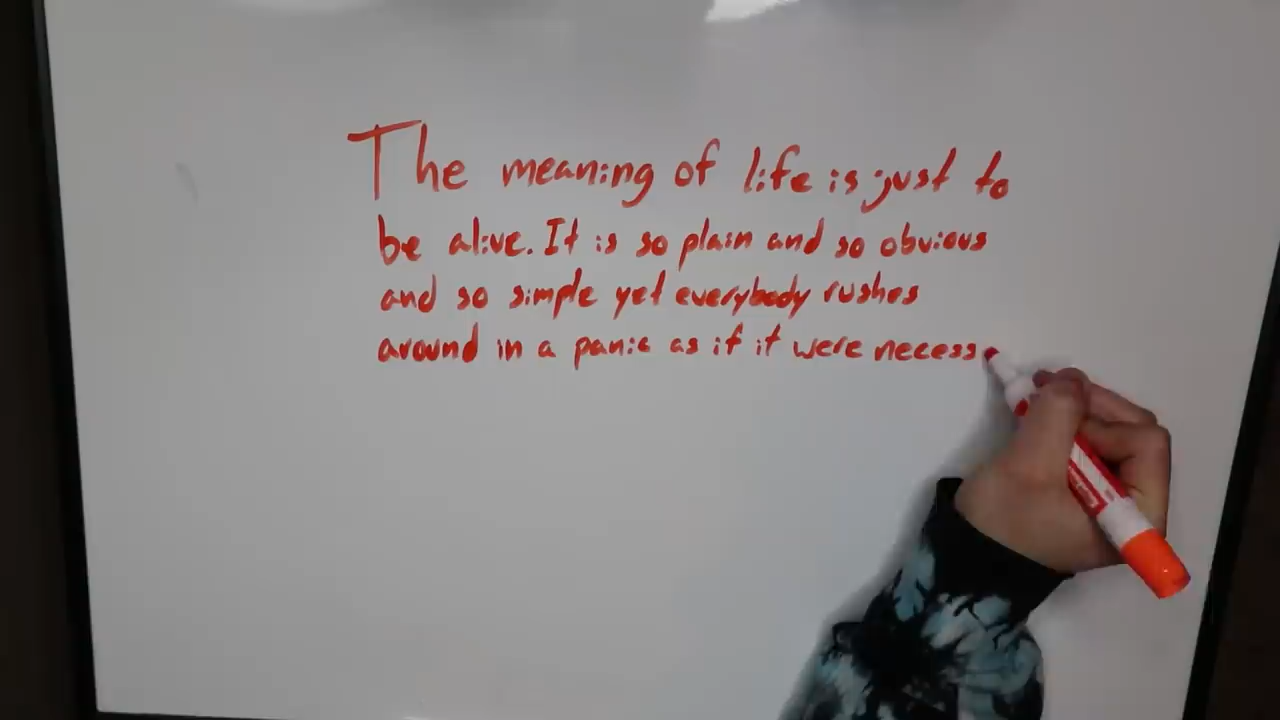 The meaning of life is just to
be alive. It is so plain and so obvious
and so simple yet everybody rushes
around in a panic as if it were necess